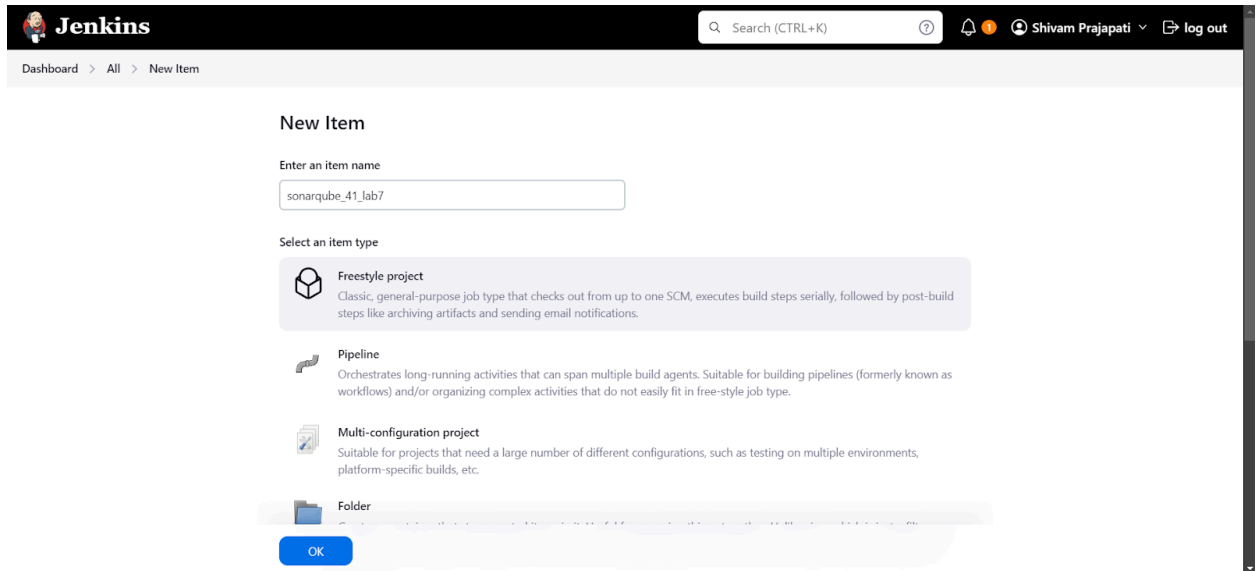 Jenkins
Search (CTRL+K)
?
1
Shivam Prajapati
log out
Dashboard > All > New Item
New Item
Enter an item name
sonarqube_41_lab7
Select an item type
Freestyle project
Classic, general-purpose job type that checks out from up to one SCM, executes build steps serially, followed by post-build
steps like archiving artifacts and sending email notifications.
Pipeline
Orchestrates long-running activities that can span multiple build agents. Suitable for building pipelines (formerly known as
workflows) and/or organizing complex activities that do not easily fit in free-style job type.
Multi-configuration project
Suitable for projects that need a large number of different configurations, such as testing on multiple environments,
platform-specific builds, etc.
Folder
OK